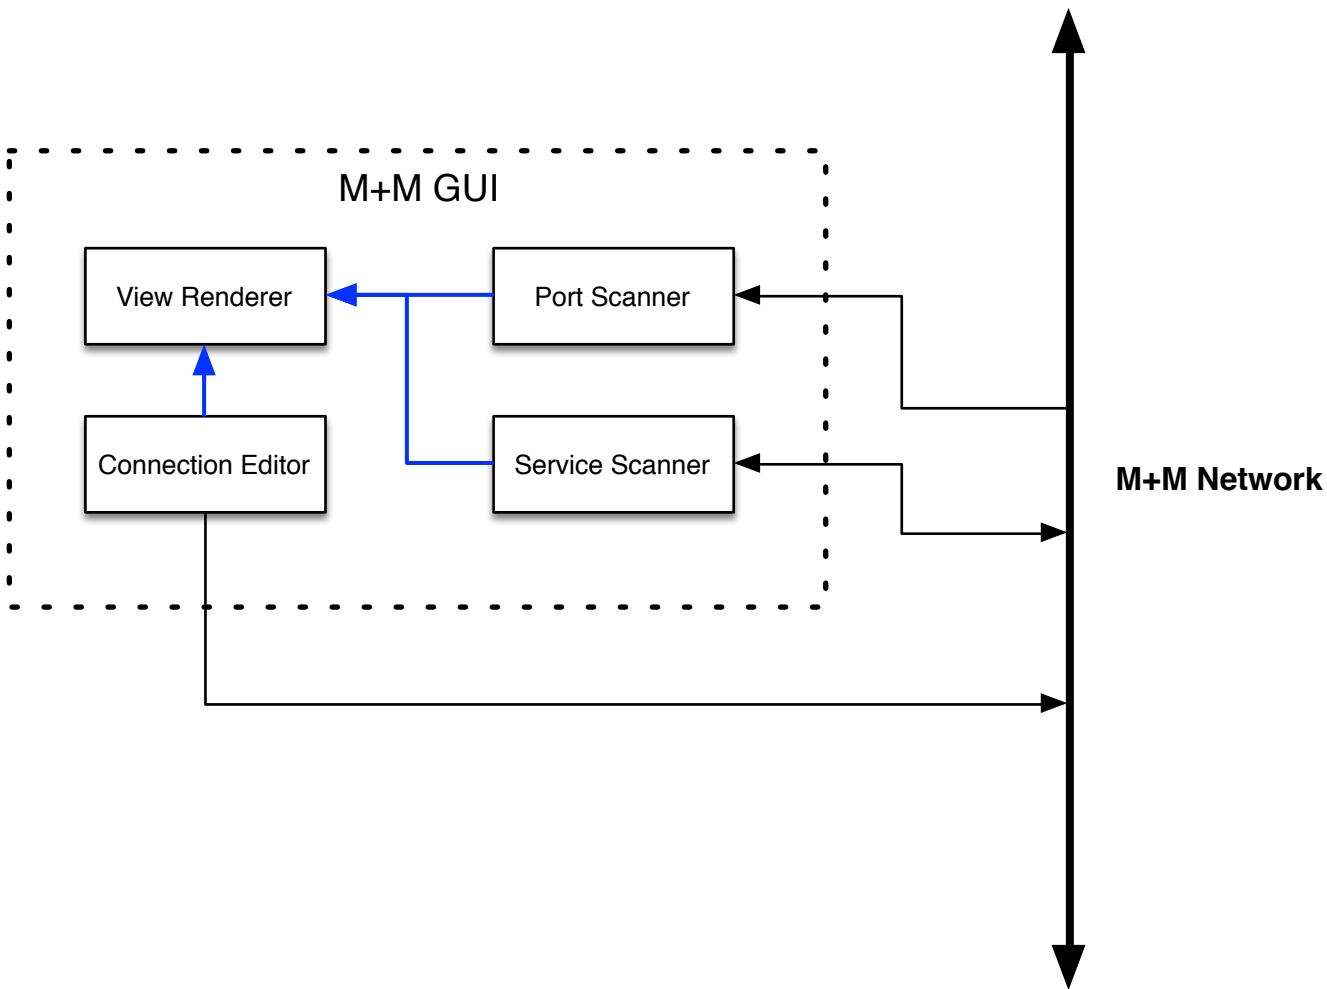 M+M GUI
View Renderer
Port Scanner
Connection Editor
Service Scanner
M+M Network